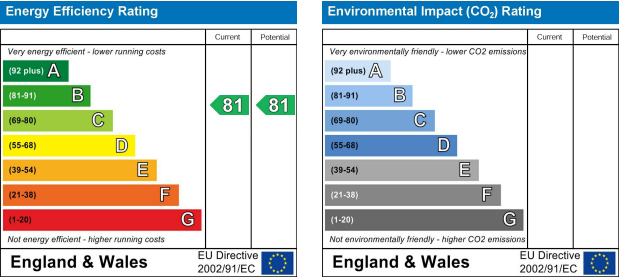 Energy Efficiency Rating
Current Potential
Very energy efficient - lower running costs
(92 plus) A
(81-91) B
81 81
(69-80) C
(55-68) D
(39-54) E
(21-38) F
(1-20) G
Not energy efficient - higher running costs
England & Wales
EU Directive
2002/91/EC
Environmental Impact (CO2) Rating
Current Potential
Very environmentally friendly - lower CO2 emissions
(92 plus) A
(81-91) B
(69-80) C
(55-68) D
(39-54) E
(21-38) F
(1-20) G
Not environmentally friendly - higher CO2 emissions
England & Wales
EU Directive
2002/91/EC